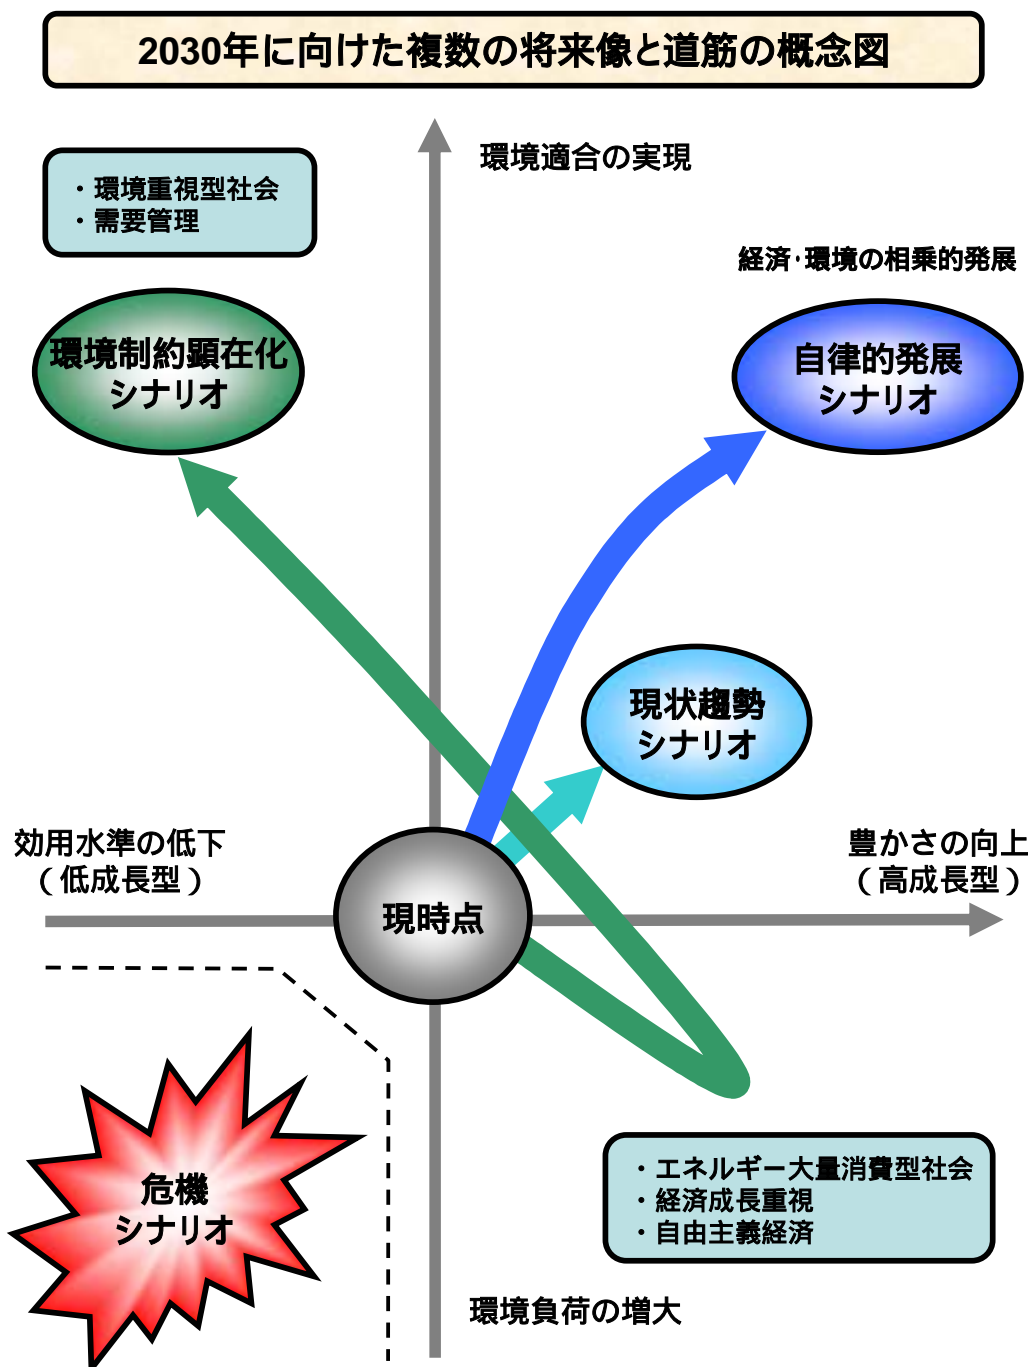 2030年に向けた複数の将来像と道筋の概念図
環境適合の実現
・環境重視型社会
・需要管理
経済･環境の相乗的発展
環境制約顕在化
シナリオ
自律的発展
シナリオ
現状趨勢
シナリオ
効用水準の低下
（低成長型）
豊かさの向上
（高成長型）
現時点
・エネルギー大量消費型社会
・経済成長重視
・自由主義経済
危機
シナリオ
環境負荷の増大